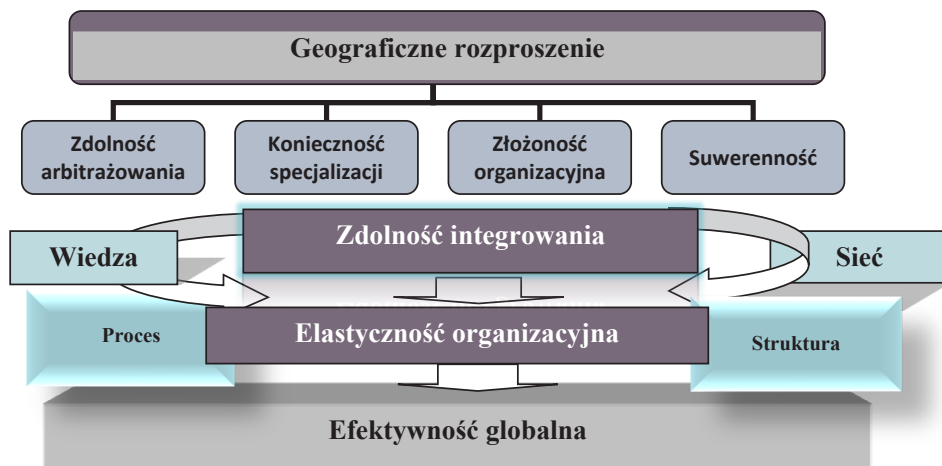 Geograficzne rozproszenie
Zdolność
arbitrażowania
Konieczność
specjalizacji
Złożoność
organizacyjna
Suwerenność
Zdolność integrowania
Wiedza
Sieć
Elastyczność organizacyjna
Proces
Struktura
Efektywność globalna